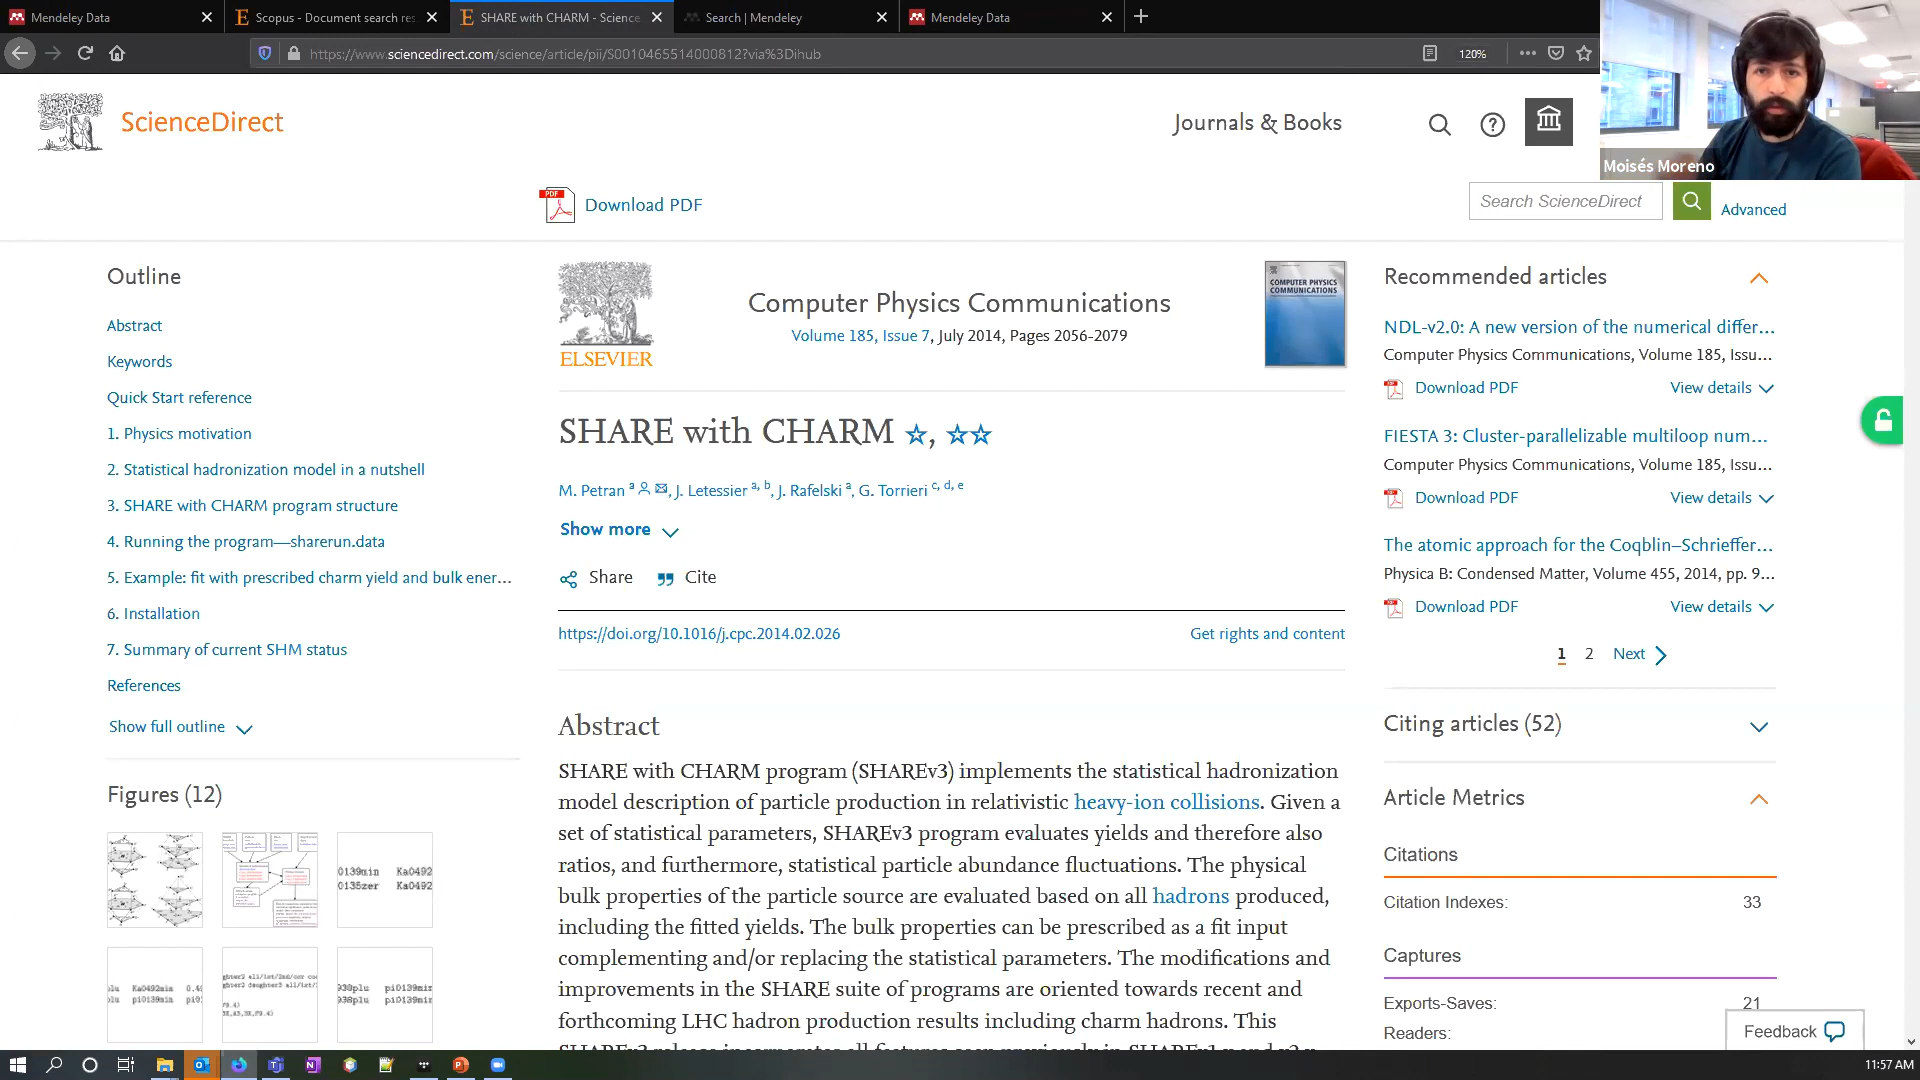 Mendeley Data
Scopus - Document search res
SHARE with CHARM - Science
Search | Mendeley
Mendeley Data
https://www.sciencedirect.com/science/article/pii/S0010465514000812?via%3Dihub
120%
Moisés Moreno
ScienceDirect
Journals & Books
Download PDF
Search ScienceDirect
Advanced
Outline
Abstract
Keywords
Quick Start reference
1. Physics motivation
2. Statistical hadronization model in a nutshell
3. SHARE with CHARM program structure
4. Running the program—sharerun.data
5. Example: fit with prescribed charm yield and bulk ener...
6. Installation
7. Summary of current SHM status
References
Show full outline
Figures (12)
0139min Ka0492
0135zer Ka0492
plu Ka0492min 0.4
plu pi0139min pi0
938plu pi0139min
938plu pi0139min
ELSEVIER
Computer Physics Communications
Volume 185, Issue 7, July 2014, Pages 2056-2079
COMPUTER PHYSICS
COMMUNICATIONS
SHARE with CHARM ☆, ☆☆
M. Petran a, J. Letessier a, b, J. Rafelski a, G. Torrieri c, d, e
Show more
Share Cite
https://doi.org/10.1016/j.cpc.2014.02.026
Get rights and content
Abstract
SHARE with CHARM program (SHAREv3) implements the statistical hadronization
model description of particle production in relativistic heavy-ion collisions. Given a
set of statistical parameters, SHAREv3 program evaluates yields and therefore also
ratios, and furthermore, statistical particle abundance fluctuations. The physical
bulk properties of the particle source are evaluated based on all hadrons produced,
including the fitted yields. The bulk properties can be prescribed as a fit input
complementing and/or replacing the statistical parameters. The modifications and
improvements in the SHARE suite of programs are oriented towards recent and
forthcoming LHC hadron production results including charm hadrons. This
Recommended articles
NDL-v2.0: A new version of the numerical differ...
Computer Physics Communications, Volume 185, Issu...
Download PDF View details
FIESTA 3: Cluster-parallelizable multiloop num...
Computer Physics Communications, Volume 185, Issu...
Download PDF View details
The atomic approach for the Coqblin–Schrieffer...
Physica B: Condensed Matter, Volume 455, 2014, pp. 9...
Download PDF View details
1 2 Next
Citing articles (52)
Article Metrics
Citations
Citation Indexes: 33
Captures
Exports-Saves: 21
Readers:
Feedback
11:57 AM